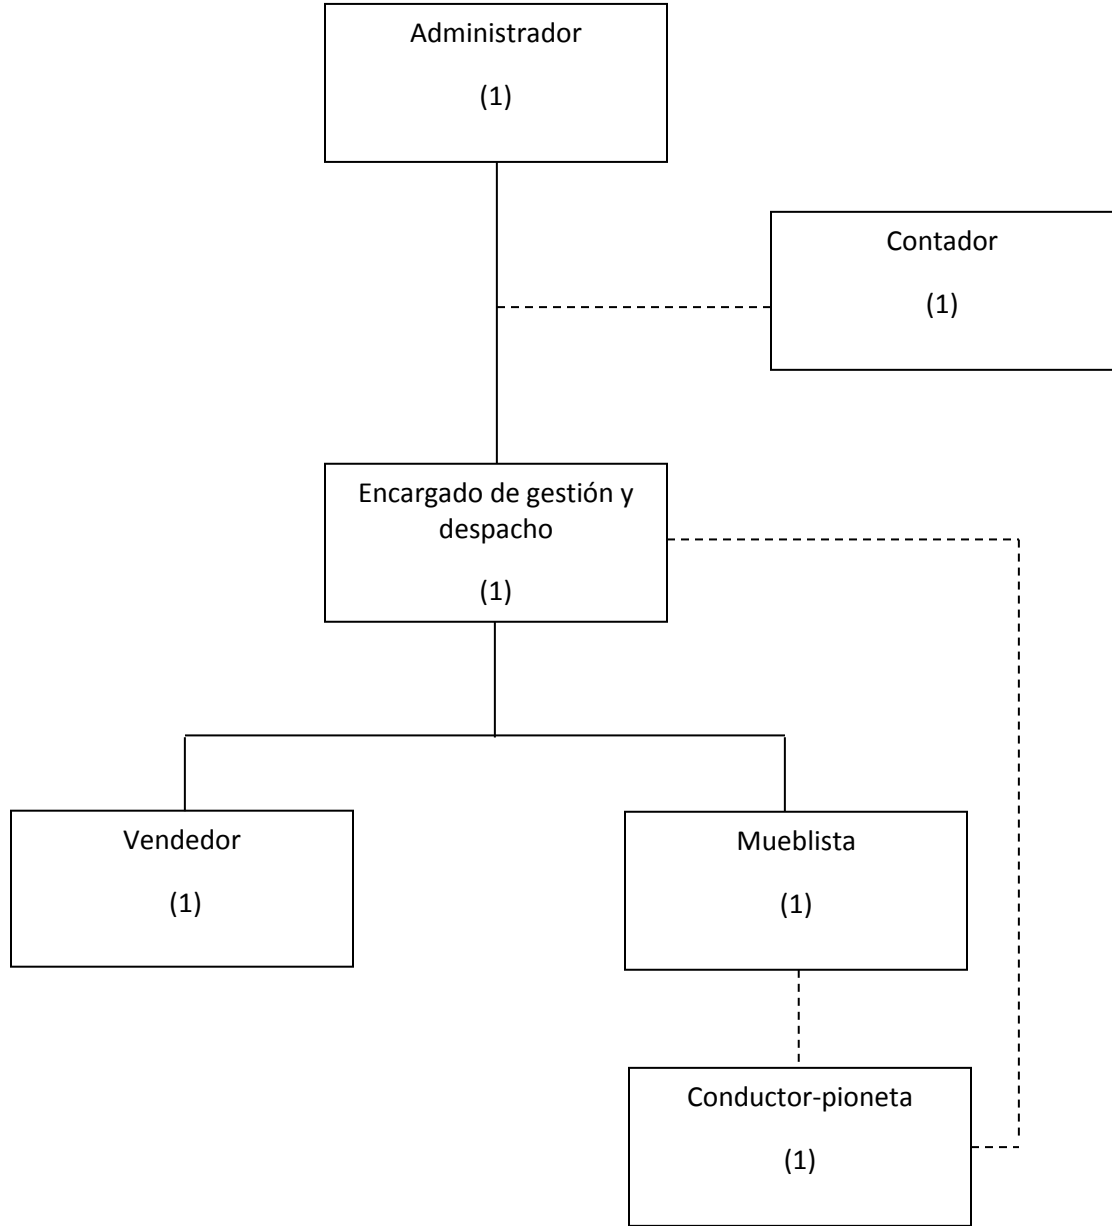 Administrador
(1)
Contador
(1)
Encargado de gestión y
despacho
(1)
Vendedor
(1)
Mueblista
(1)
Conductor-pioneta
(1)